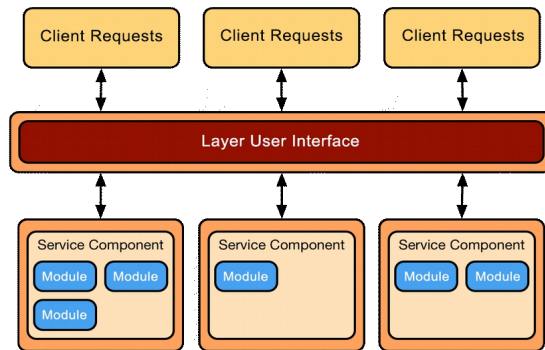 Client Requests
Client Requests
Client Requests
Layer User Interface
Service Component
Module Module
Module
Service Component
Module
Service Component
Module Module